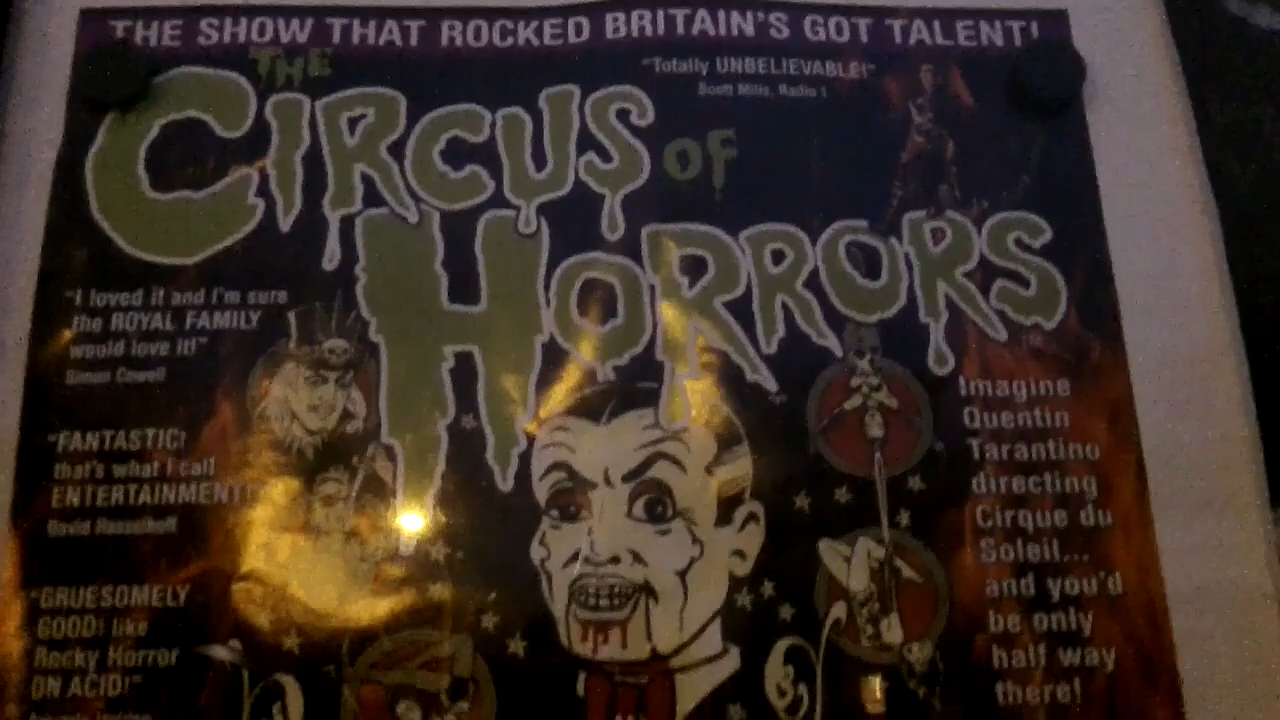 THE SHOW THAT ROCKED BRITAIN'S GOT TALENT!
THE
CIRCUS OF
HORRORS
"Totally UNBELIEVABLE!"
Scott Mills, Radio 1
"I loved it and I'm sure
the ROYAL FAMILY
would love it!"
Simon Cowell
"FANTASTIC!
that's what I call
ENTERTAINMENT!
David Hasselhoff
"GRUESOMELY
GOOD! like
Rocky Horror
ON ACID!"
Imagine
Quentin
Tarantino
directing
Cirque du
Soleil...
and you'd
be only
half way
there!